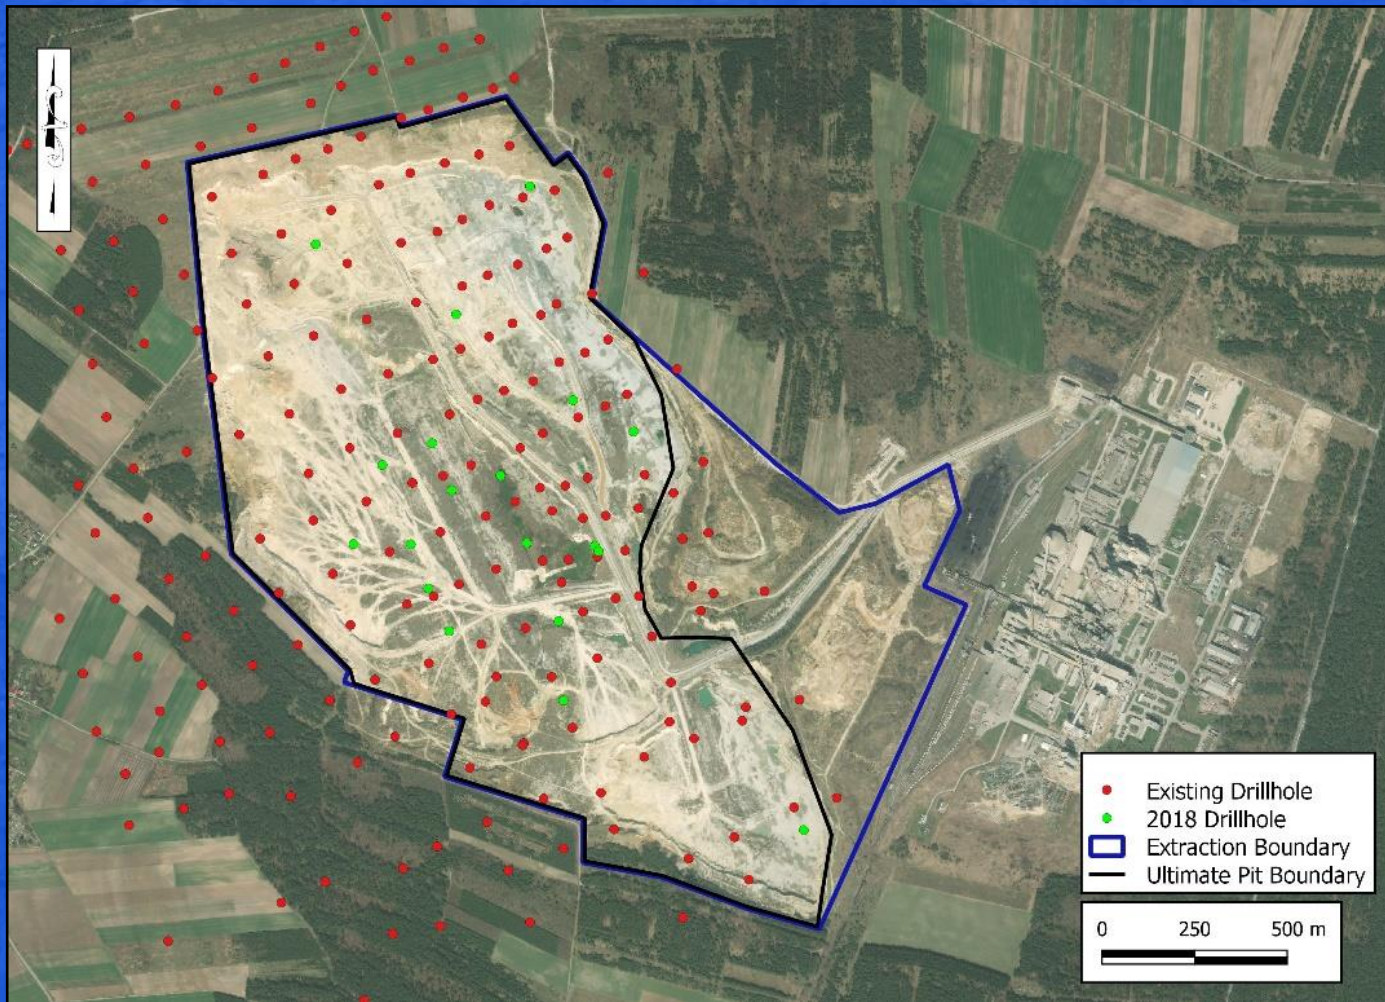 Existing Drillhole
2018 Drillhole
Extraction Boundary
Ultimate Pit Boundary
0 250 500 m